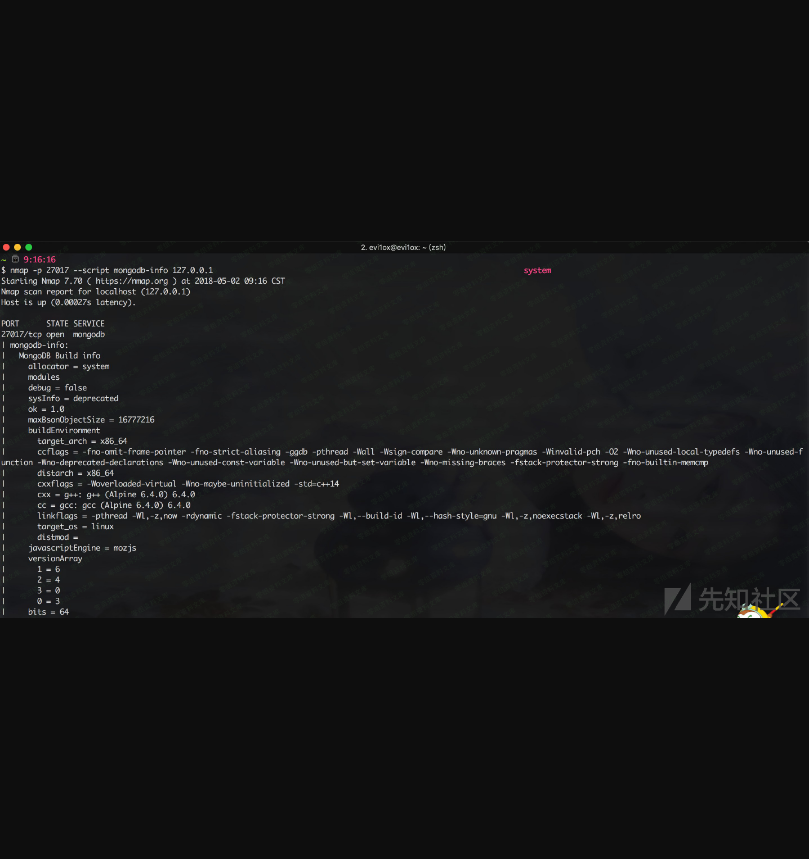 2. evi1ox@evi1ox: ~ (zsh)
~ 9:16:16
$ nmap -p 27017 --script mongodb-info 127.0.0.1 system
Starting Nmap 7.70 ( https://nmap.org ) at 2018-05-02 09:16 CST
Nmap scan report for localhost (127.0.0.1)
Host is up (0.00027s latency).
PORT STATE SERVICE
27017/tcp open mongodb
| mongodb-info:
| MongoDB Build info
| allocator = system
| modules
| debug = false
| sysInfo = deprecated
| ok = 1.0
| maxBsonObjectSize = 16777216
| buildEnvironment
| target_arch = x86_64
| ccflags = -fno-omit-frame-pointer -fno-strict-aliasing -ggdb -pthread -Wall -Wsign-compare -Wno-unknown-pragmas -Winvalid-pch -O2 -Wno-unused-local-typedefs -Wno-unused-f
unction -Wno-deprecated-declarations -Wno-unused-const-variable -Wno-unused-but-set-variable -Wno-missing-braces -fstack-protector-strong -fno-builtin-memcmp
| distarch = x86_64
| cxxflags = -Woverloaded-virtual -Wno-maybe-uninitialized -std=c++14
| cxx = g++: g++ (Alpine 6.4.0) 6.4.0
| cc = gcc: gcc (Alpine 6.4.0) 6.4.0
| linkflags = -pthread -Wl,-z,now -rdynamic -fstack-protector-strong -Wl,--build-id -Wl,--hash-style=gnu -Wl,-z,noexecstack -Wl,-z,relro
| target_os = linux
| distmod =
| javascriptEngine = mozjs
| versionArray
| 1 = 6
| 2 = 4
| 3 = 0
| 0 = 3
| bits = 64
先知社区